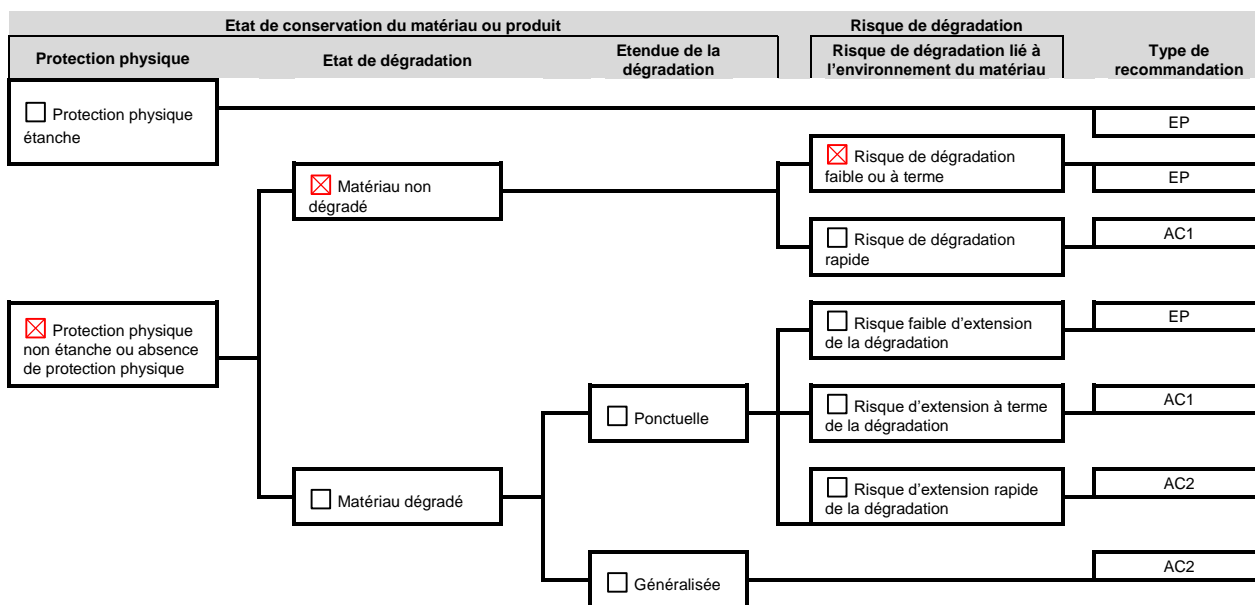 Etat de conservation du matériau ou produit
Risque de dégradation
Protection physique
Etat de dégradation
Etendue de la
dégradation
Risque de dégradation lié à
l'environnement du matériau
Type de
recommandation
Protection physique
étanche
EP
Matériau non
dégradé
Risque de dégradation
faible ou à terme
EP
Risque de dégradation
rapide
AC1
Protection physique
non étanche ou absence
de protection physique
Risque faible d'extension
de la dégradation
EP
Ponctuelle
Risque d'extension à terme
de la dégradation
AC1
Matériau dégradé
Risque d'extension rapide
de la dégradation
AC2
Généralisée
AC2